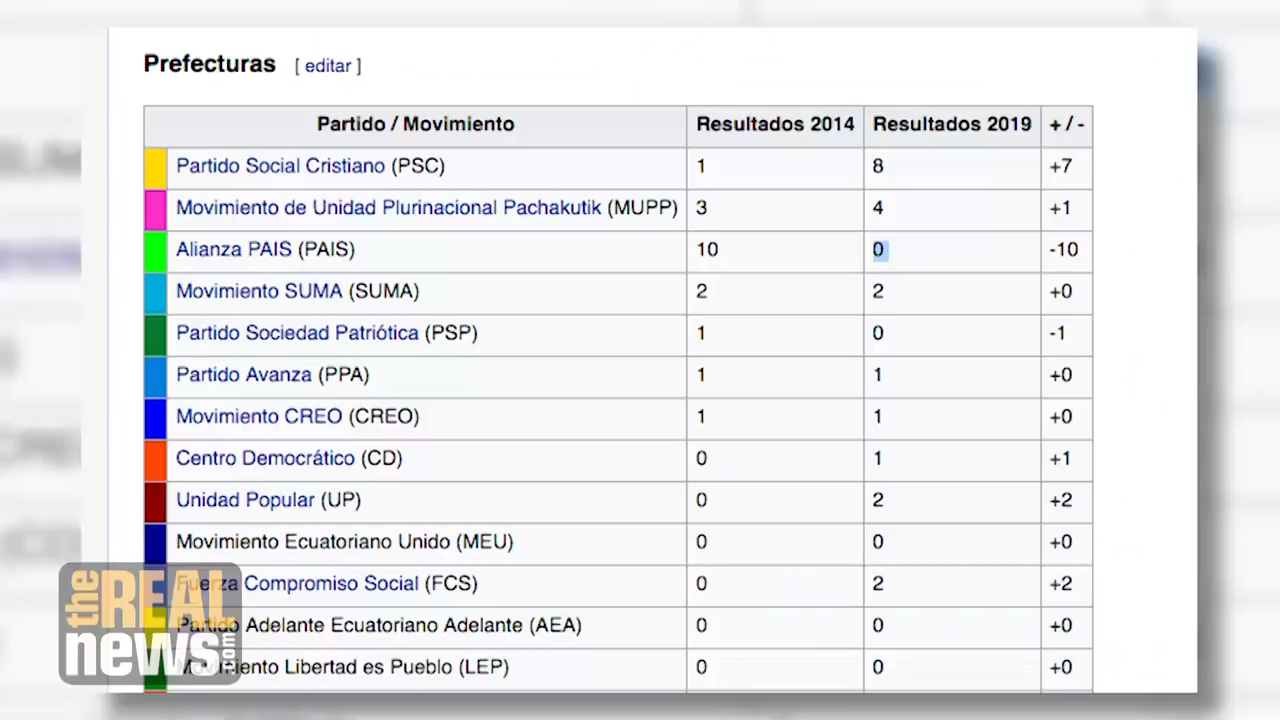 Prefecturas [ editar ]
Partido / Movimiento Resultados 2014 Resultados 2019 + / -
Partido Social Cristiano (PSC) 1 8 +7
Movimiento de Unidad Plurinacional Pachakutik (MUPP) 3 4 +1
Alianza PAIS (PAIS) 10 0 -10
Movimiento SUMA (SUMA) 2 2 +0
Partido Sociedad Patriótica (PSP) 1 0 -1
Partido Avanza (PPA) 1 1 +0
Movimiento CREO (CREO) 1 1 +0
Centro Democrático (CD) 0 1 +1
Unidad Popular (UP) 0 2 +2
Movimiento Ecuatoriano Unido (MEU) 0 0 +0
Fuerza Compromiso Social (FCS) 0 2 +2
Partido Adelante Ecuatoriano Adelante (AEA) 0 0 +0
Movimiento Libertad es Pueblo (LEP) 0 0 +0
the REAL
news.com